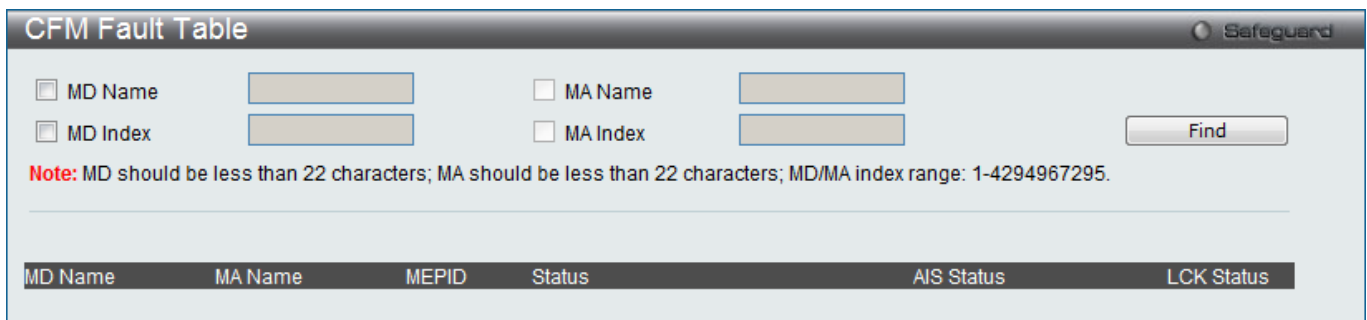 CFM Fault Table Safeguard
MD Name MA Name
MD Index MA Index Find
Note: MD should be less than 22 characters; MA should be less than 22 characters; MD/MA index range: 1-4294967295.
MD Name MA Name MEPID Status AIS Status LCK Status